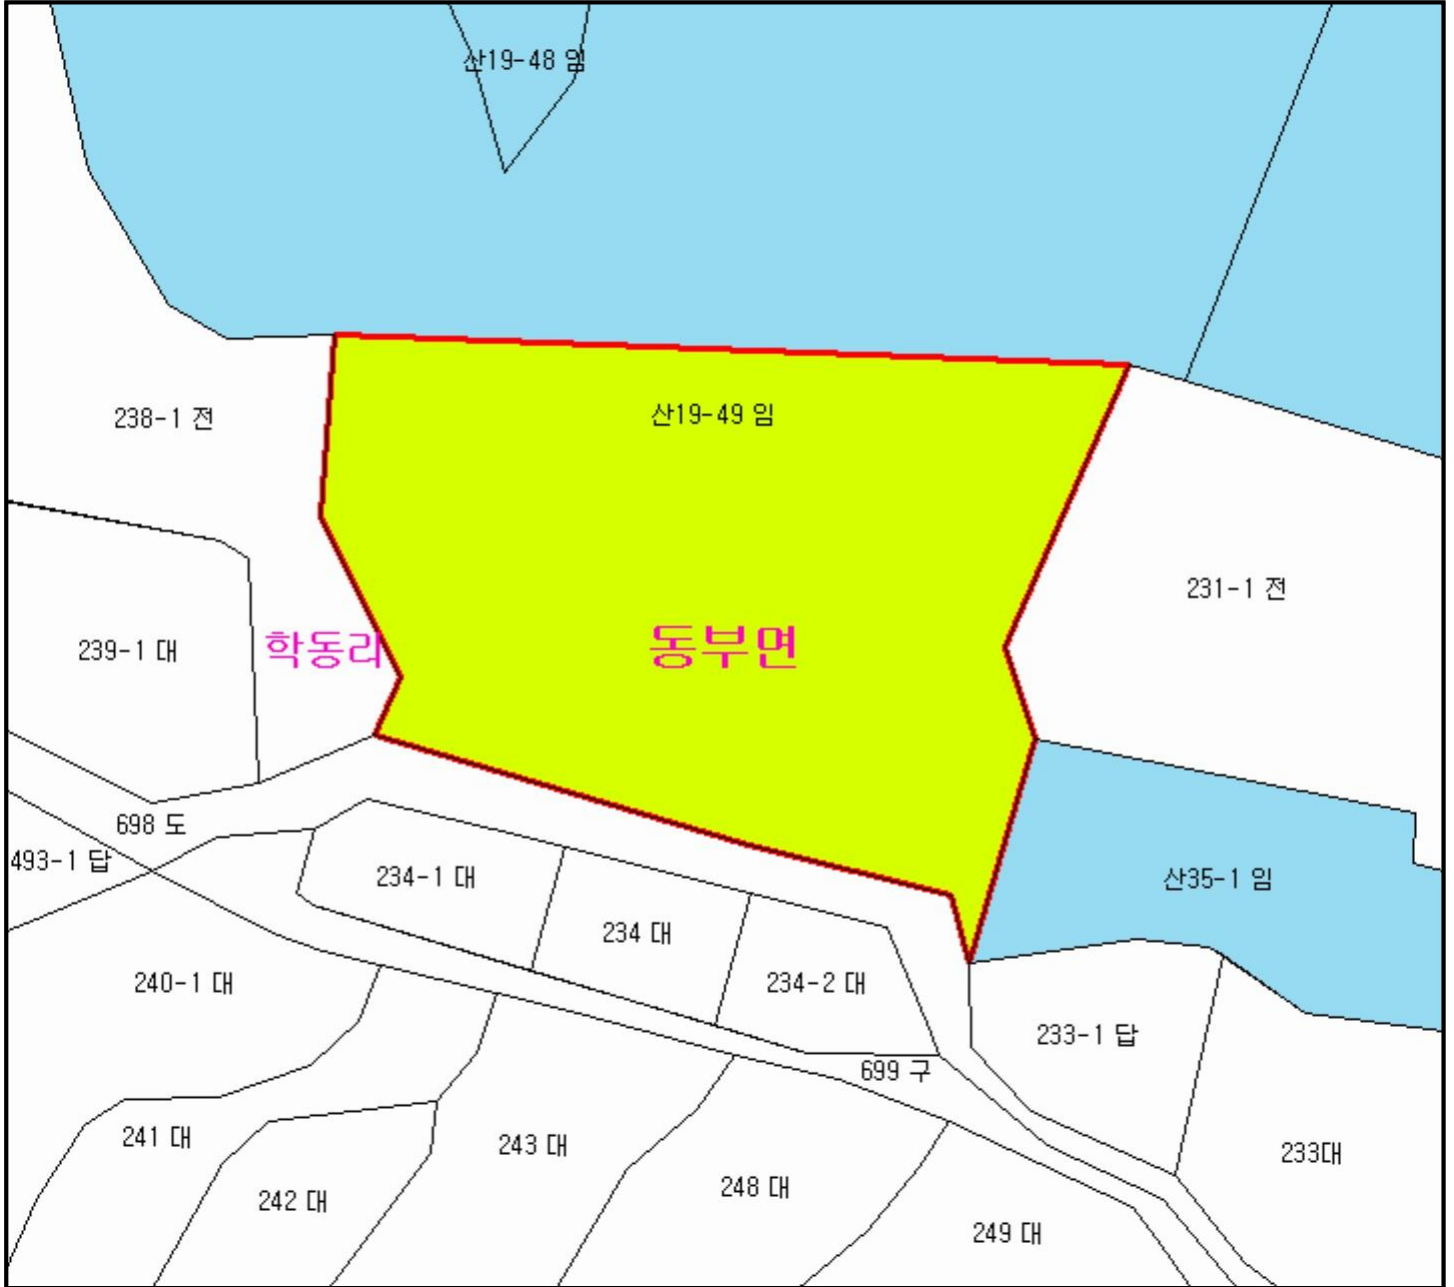 산19-48 임
238-1 전
산19-49 임
231-1 전
239-1 대
학동리
동부면
698 도
493-1 답
234-1 대
산35-1 임
234 대
240-1 대
234-2 대
233-1 답
699 구
241 대
243 대
233대
242 대
248 대
249 대